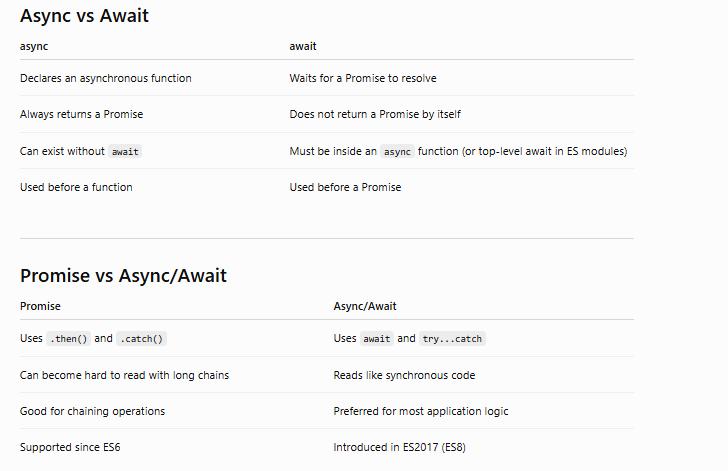 Async vs Await
async await
Declares an asynchronous function Waits for a Promise to resolve
Always returns a Promise Does not return a Promise by itself
Can exist without await Must be inside an async function (or top-level await in ES modules)
Used before a function Used before a Promise
Promise vs Async/Await
Promise Async/Await
Uses .then() and .catch() Uses await and try...catch
Can become hard to read with long chains Reads like synchronous code
Good for chaining operations Preferred for most application logic
Supported since ES6 Introduced in ES2017 (ES8)